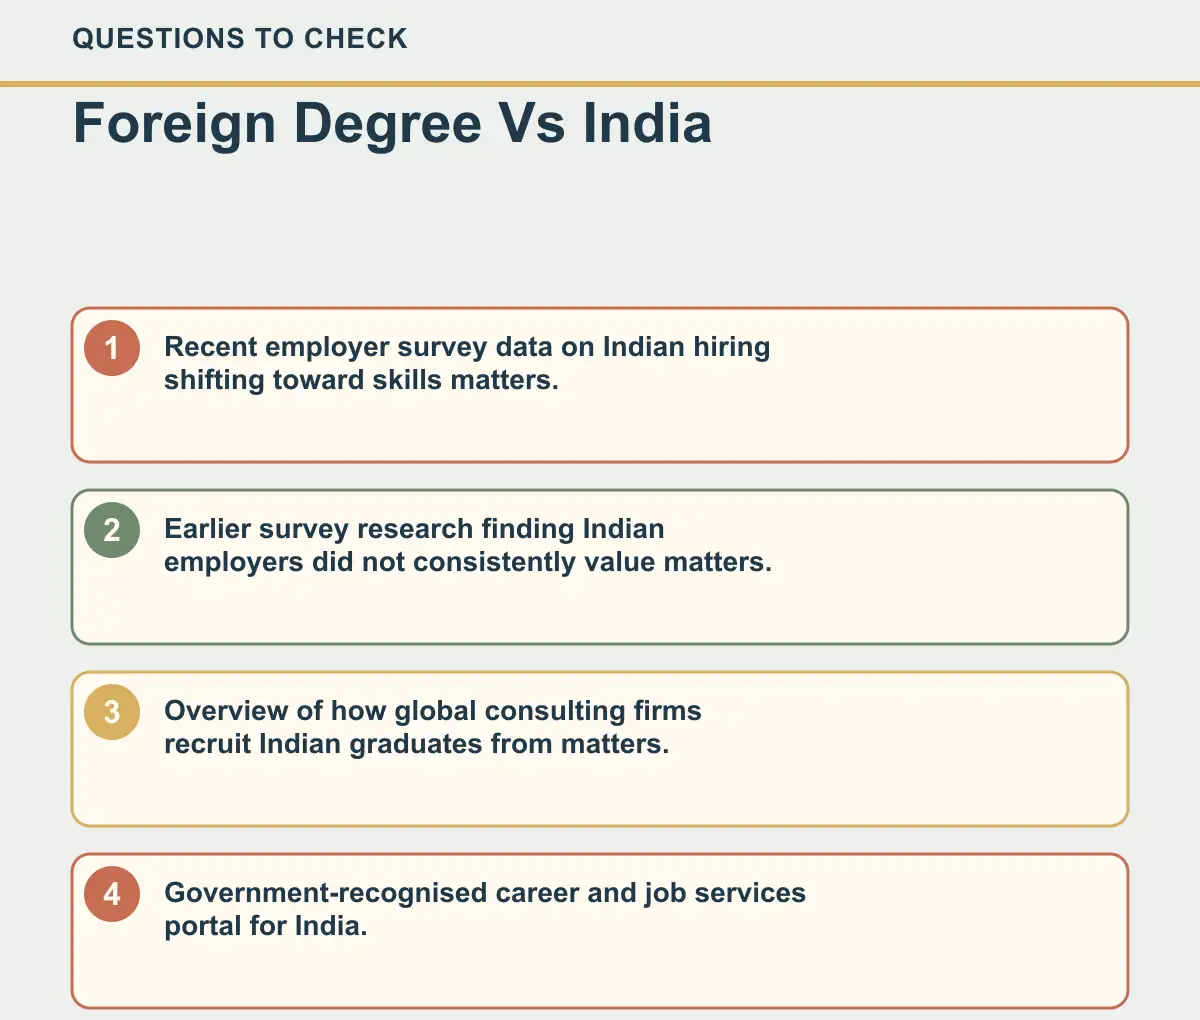 QUESTIONS TO CHECK
Foreign Degree Vs India
1
Recent employer survey data on Indian hiring
shifting toward skills matters.
2
Earlier survey research finding Indian
employers did not consistently value matters.
3
Overview of how global consulting firms
recruit Indian graduates from matters.
4
Government-recognised career and job services
portal for India.